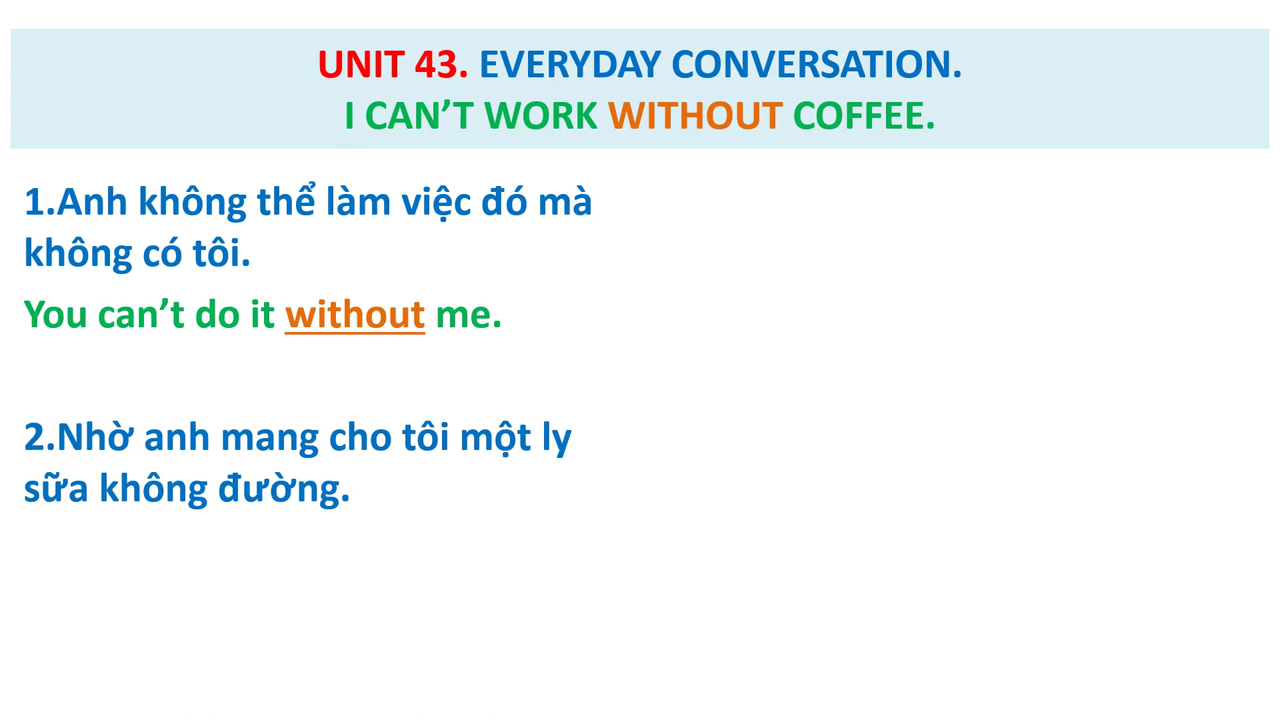 UNIT 43. EVERYDAY CONVERSATION.
I CAN’T WORK WITHOUT COFFEE.
1.Anh không thể làm việc đó mà
không có tôi.
You can’t do it without me.
2.Nhờ anh mang cho tôi một ly
sữa không đường.